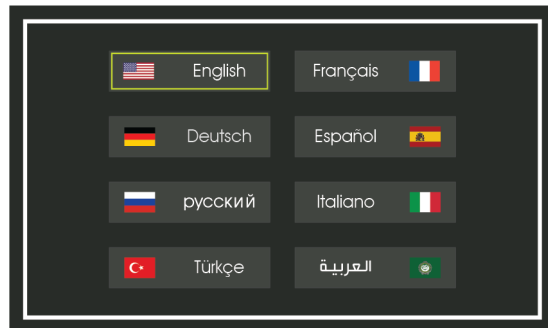 English
Français
Deutsch
Español
русский
Italiano
Türkçe
العربية